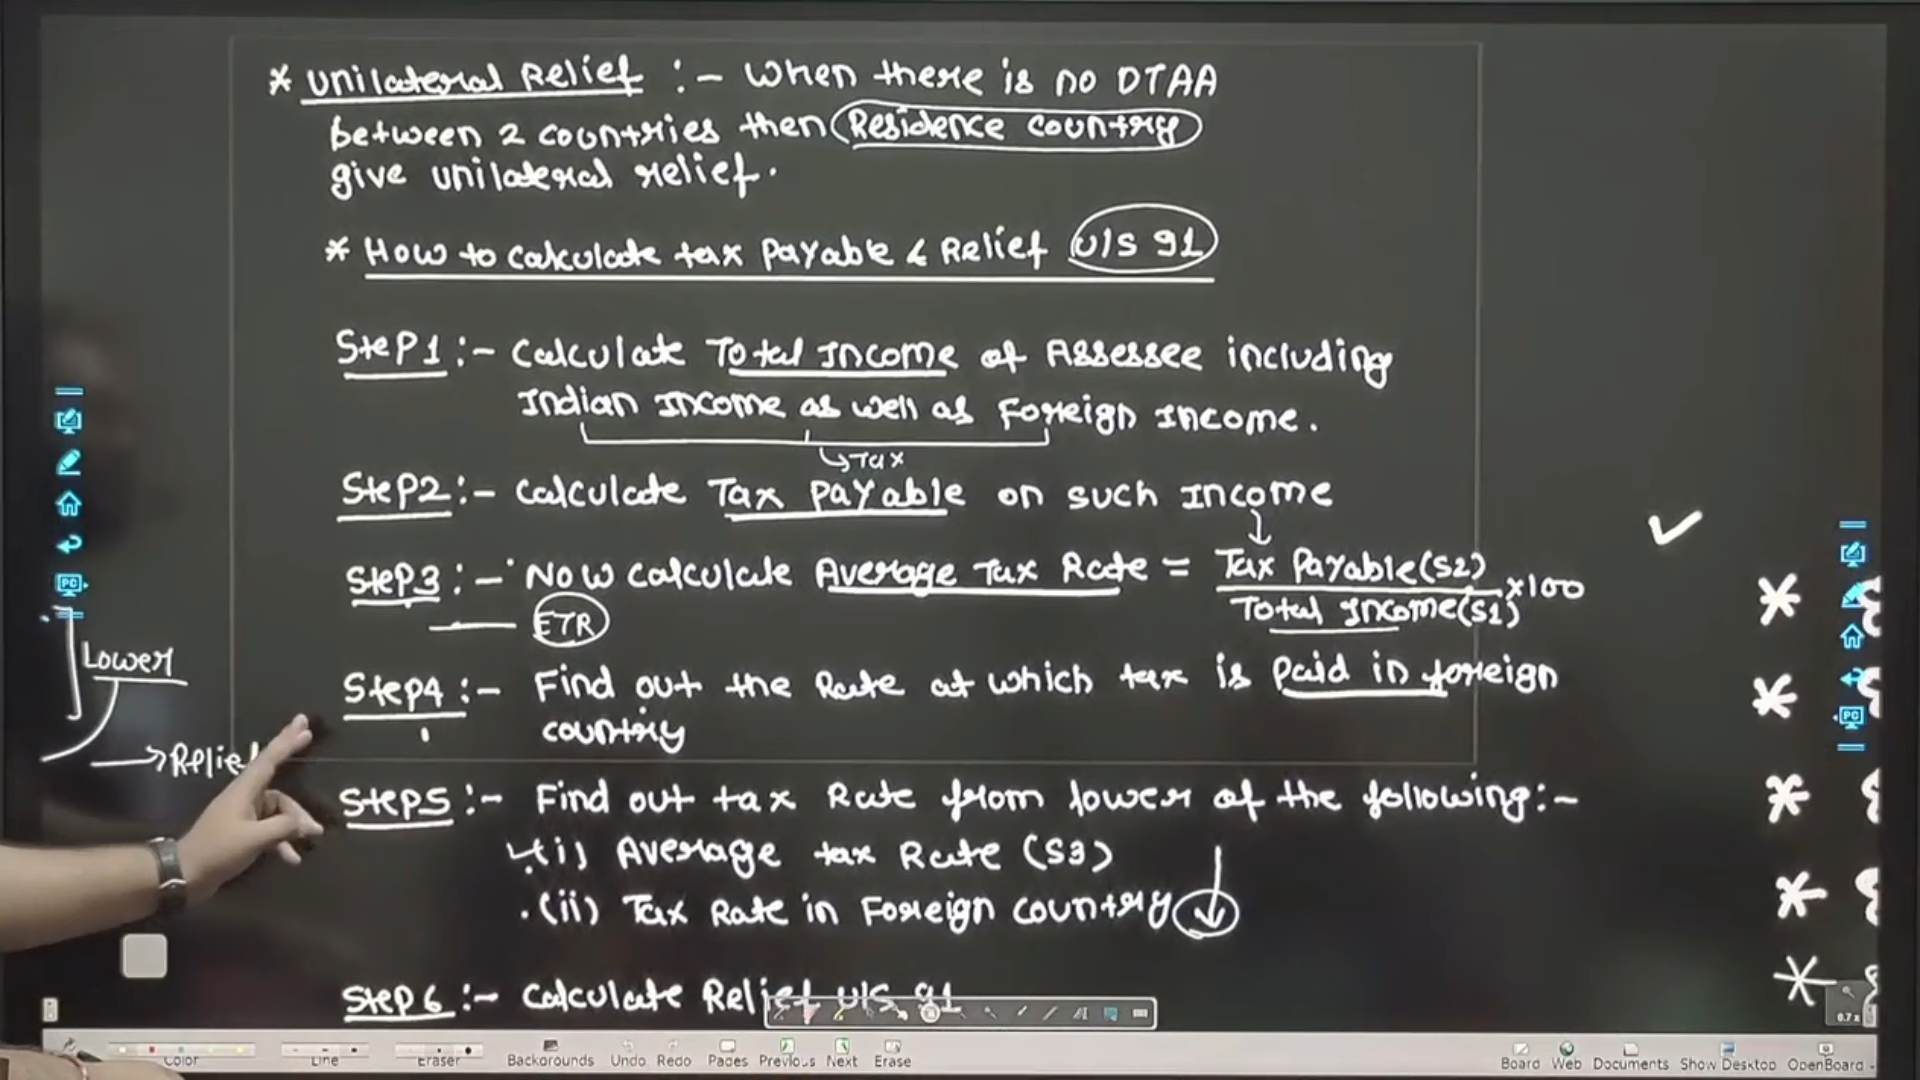 * Unilateral Relief :- When there is no DTAA
between 2 countries then Residence country
give unilateral relief.
* How to calculate tax payable & Relief U/S 91
Step1 :- Calculate Total Income of Assessee including
Indian Income as well as Foreign Income.
↳Tax
Step2 :- Calculate Tax payable on such Income
Step3 :- Now calculate Average Tax Rate = Tax Payable(S2)
Total Income(S1) ×100
ETR
Lower
Step4 :- Find out the Rate at which tax is paid in foreign
country
→Relief
Step5 :- Find out tax Rate from lower of the following:-
(i) Average tax Rate (S3)
(ii) Tax Rate in Foreign country
Step6 :- Calculate Relief U/S 91
Color Line Eraser Backgrounds Undo Redo Pages Previous Next Erase Board Web Documents Show Desktop OpenBoard
0.7 x